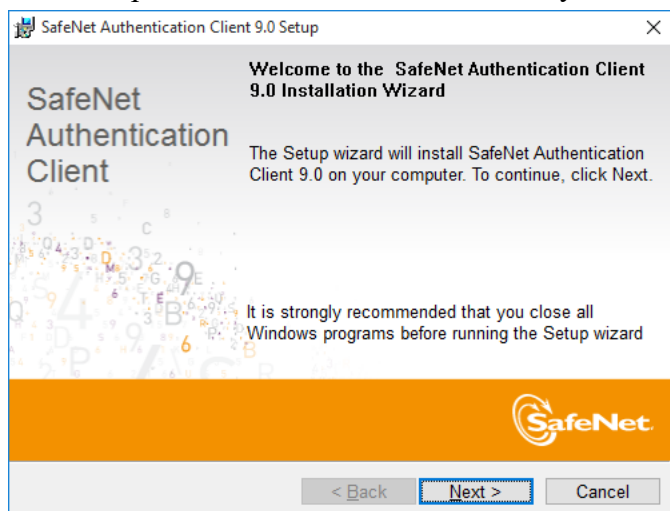 SafeNet Authentication Client 9.0 Setup
Welcome to the SafeNet Authentication Client
9.0 Installation Wizard
SafeNet
Authentication
Client
The Setup wizard will install SafeNet Authentication
Client 9.0 on your computer. To continue, click Next.
It is strongly recommended that you close all
Windows programs before running the Setup wizard
SafeNet.
< Back
Next >
Cancel